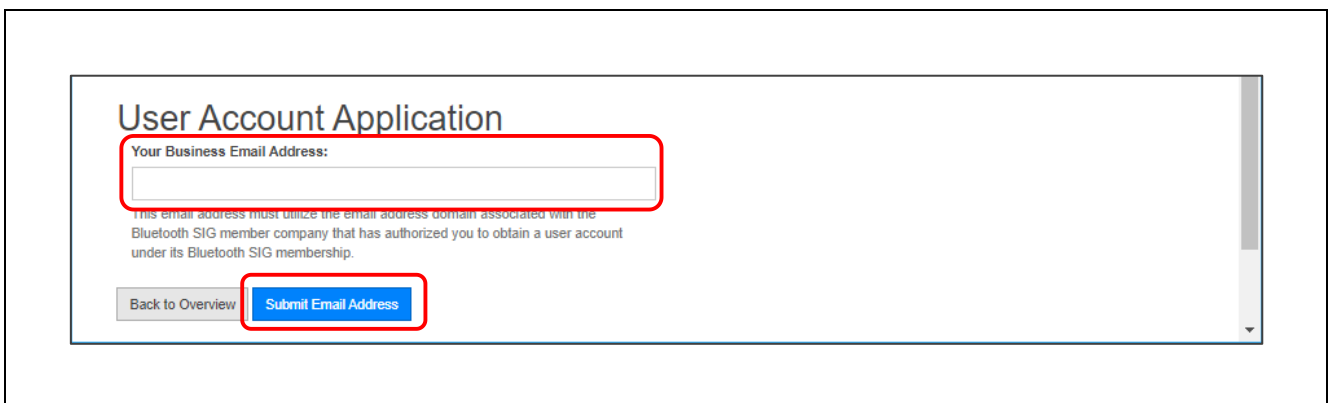 User Account Application
Your Business Email Address:
This email address must utilize the email address domain associated with the
Bluetooth SIG member company that has authorized you to obtain a user account
under its Bluetooth SIG membership.
Back to Overview Submit Email Address